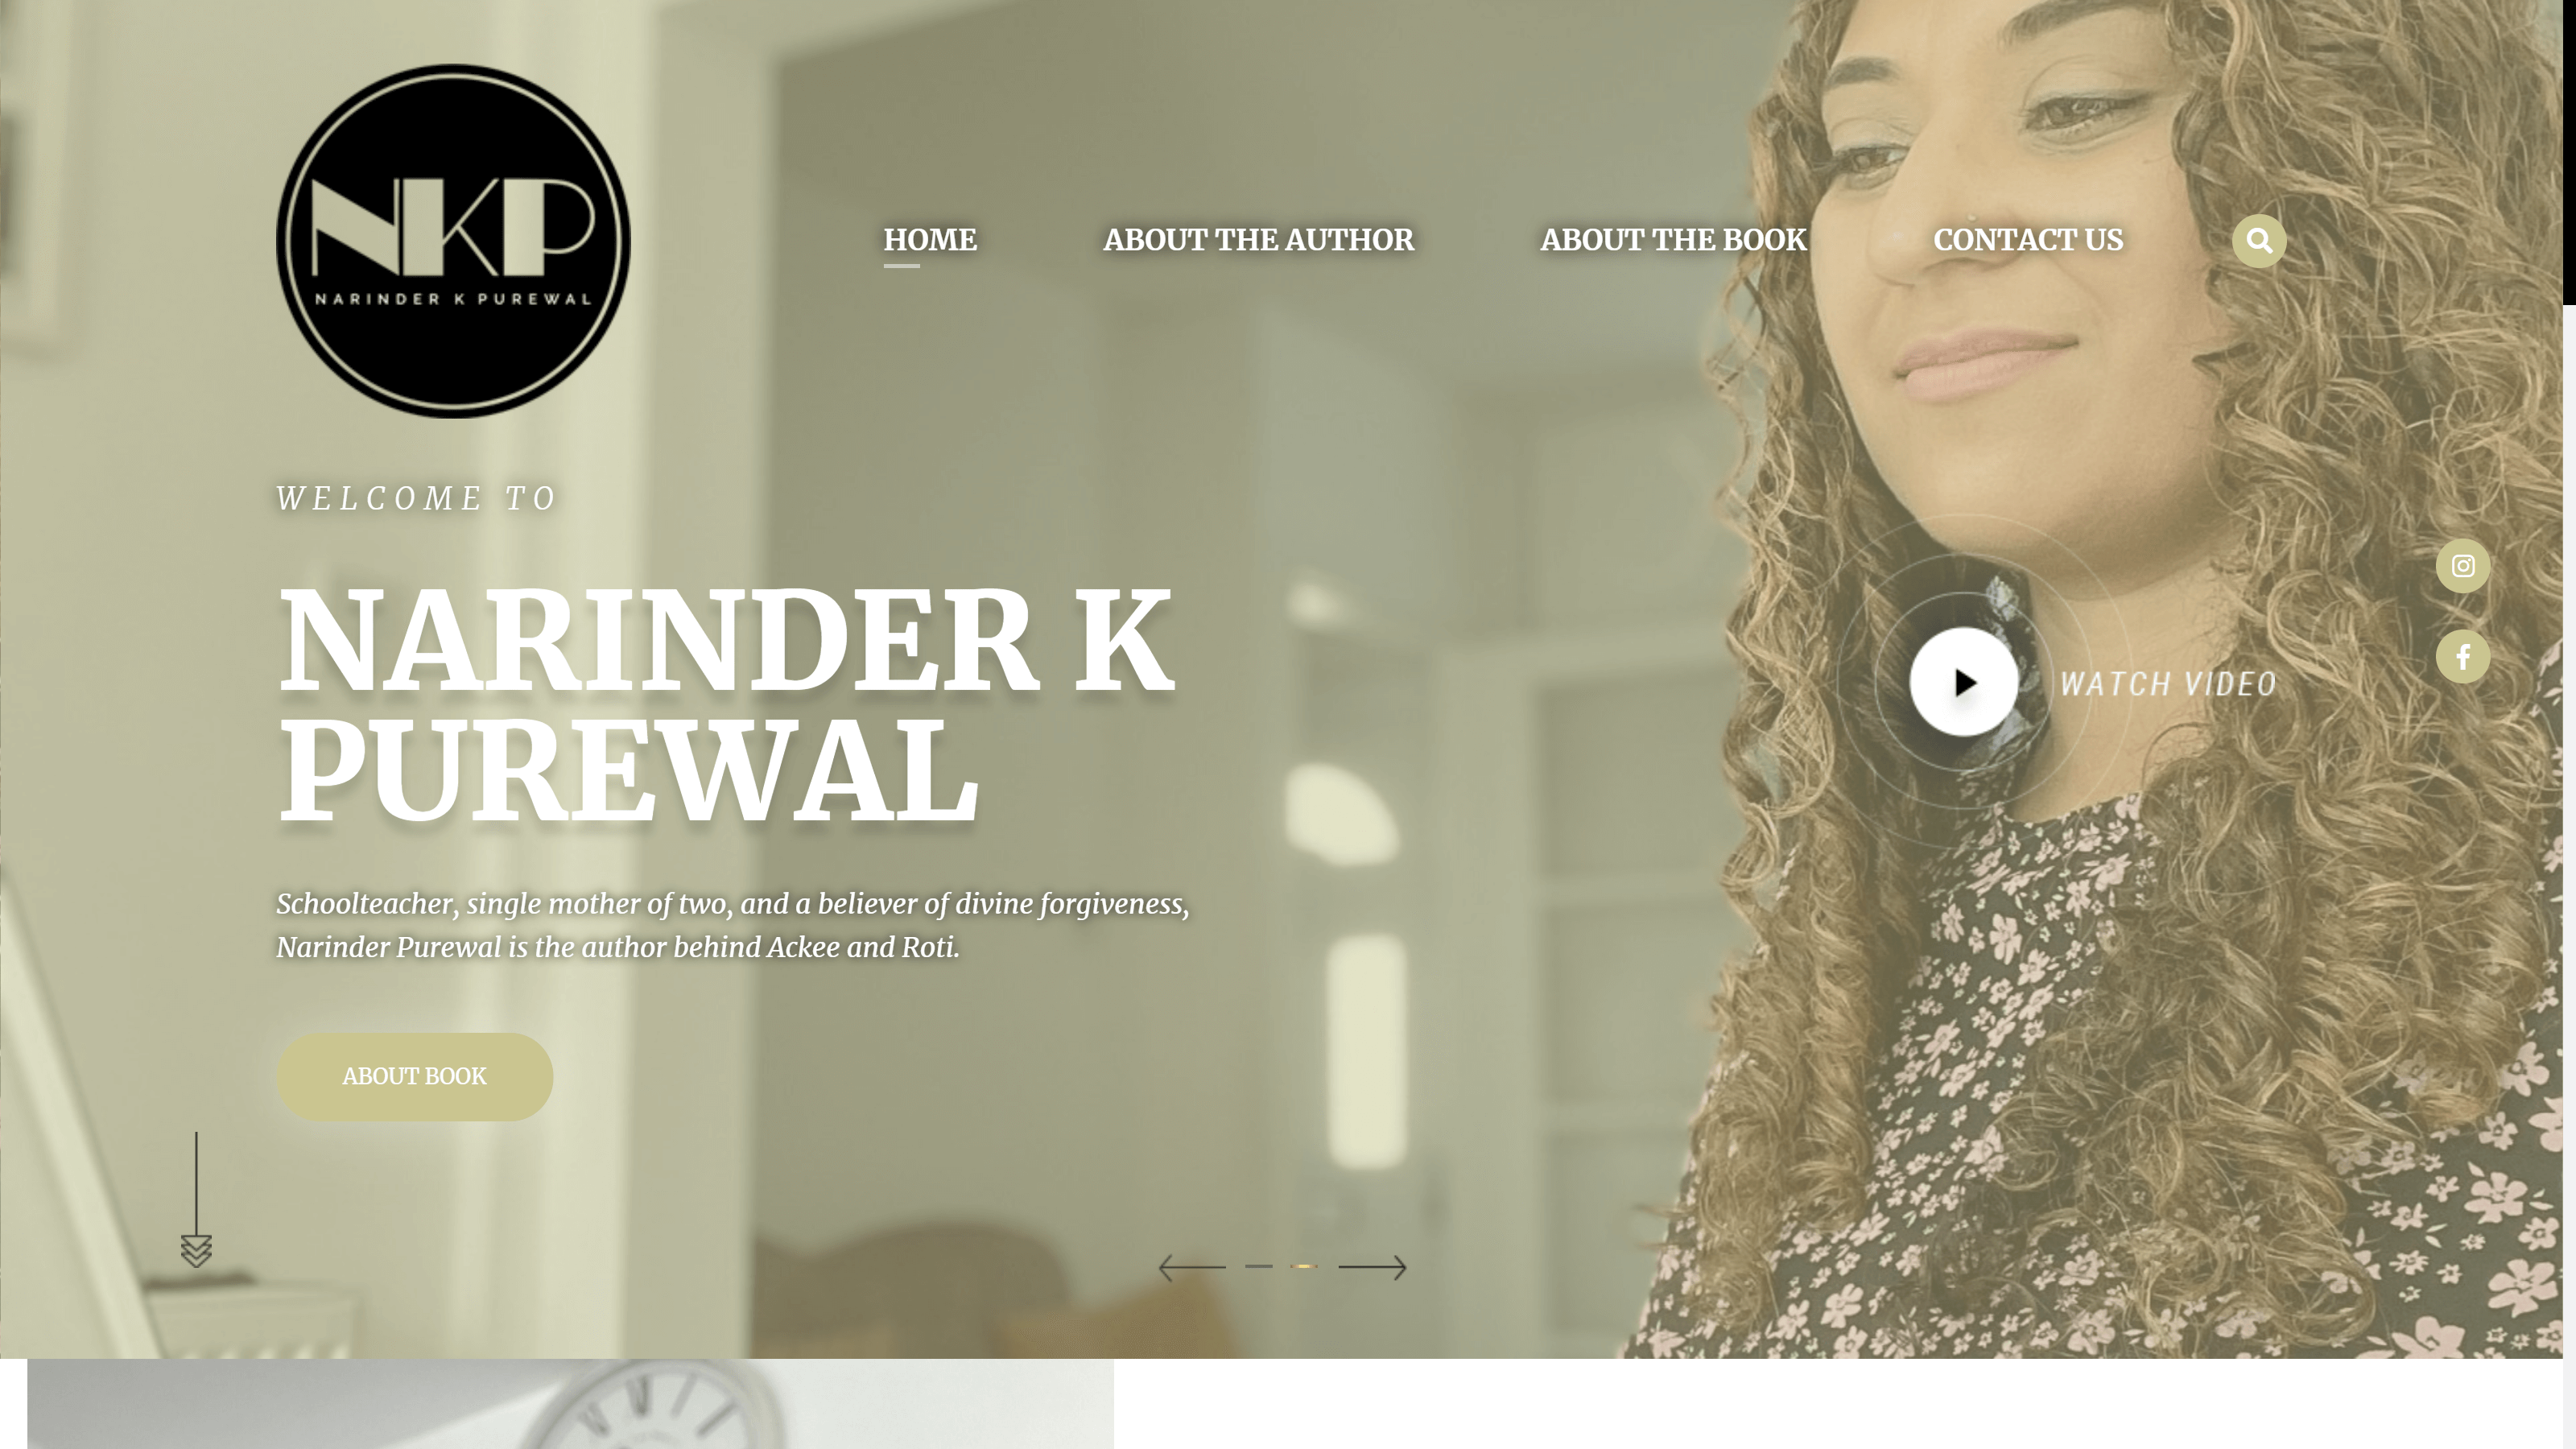 NKP
NARINDER K PUREWAL
HOME
ABOUT THE AUTHOR
ABOUT THE BOOK
CONTACT US
WELCOME TO
NARINDER K
PUREWAL
Schoolteacher, single mother of two, and a believer of divine forgiveness,
Narinder Purewal is the author behind Ackee and Roti.
WATCH VIDEO
ABOUT BOOK